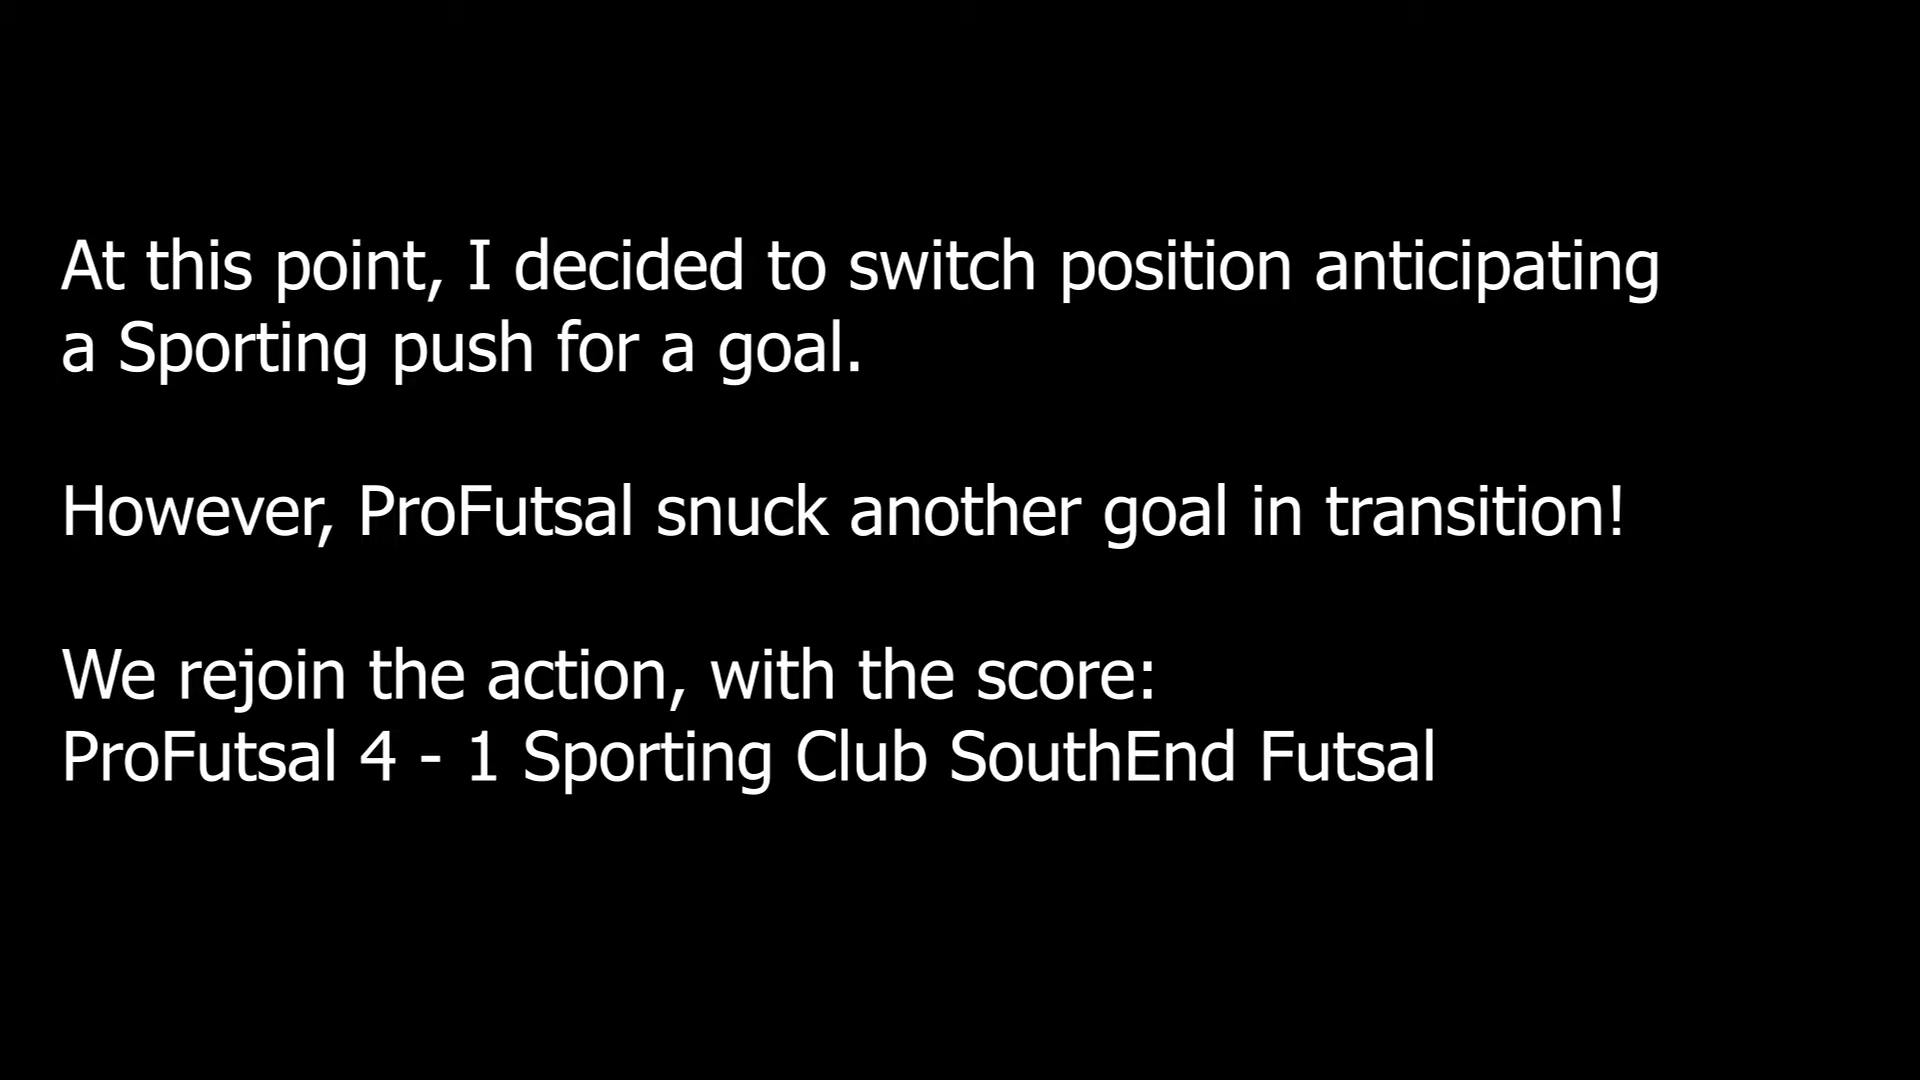 At this point, I decided to switch position anticipating
a Sporting push for a goal.
However, ProFutsal snuck another goal in transition!
We rejoin the action, with the score:
ProFutsal 4 - 1 Sporting Club SouthEnd Futsal